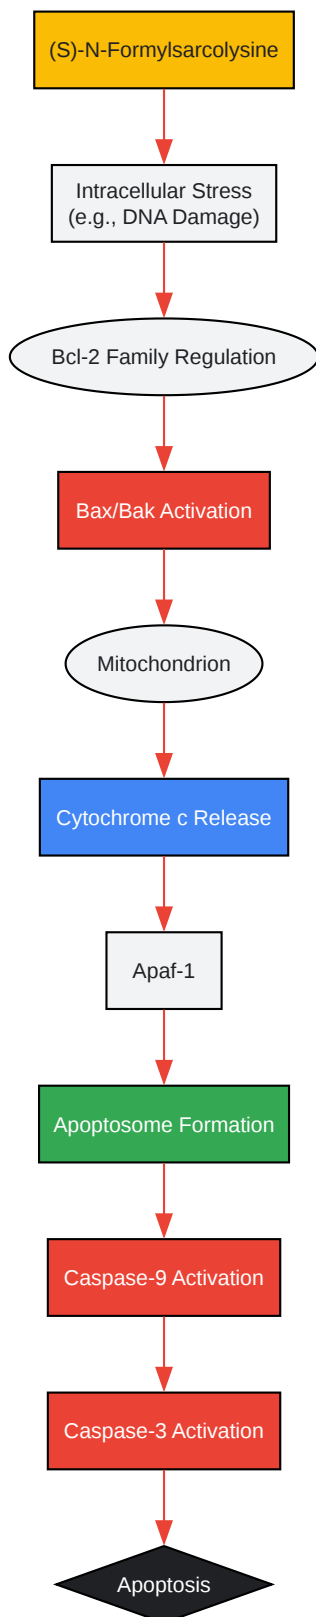 (S)-N-Formylsarcolysine
Intracellular Stress
(e.g., DNA Damage)
Bcl-2 Family Regulation
Bax/Bak Activation
Mitochondrion
Cytochrome c Release
Apaf-1
Apoptosome Formation
Caspase-9 Activation
Caspase-3 Activation
Apoptosis